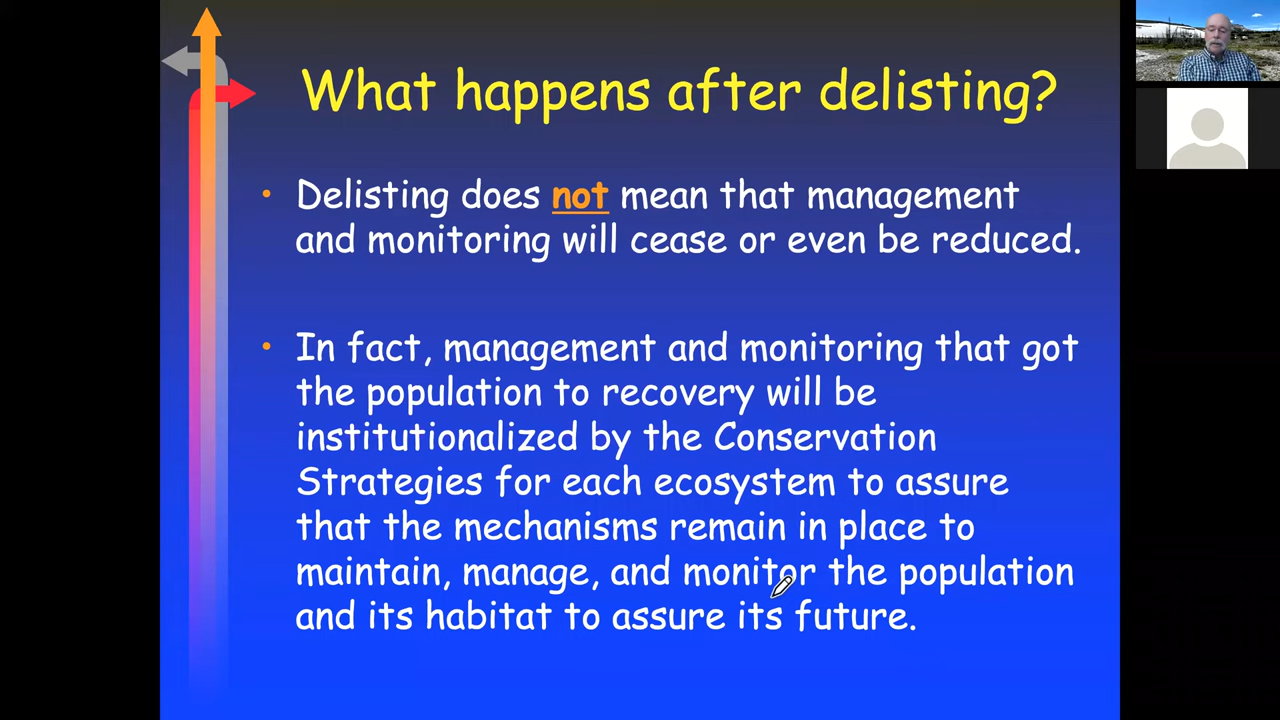 What happens after delisting?
• Delisting does not mean that management
and monitoring will cease or even be reduced.
• In fact, management and monitoring that got
the population to recovery will be
institutionalized by the Conservation
Strategies for each ecosystem to assure
that the mechanisms remain in place to
maintain, manage, and monitor the population
and its habitat to assure its future.